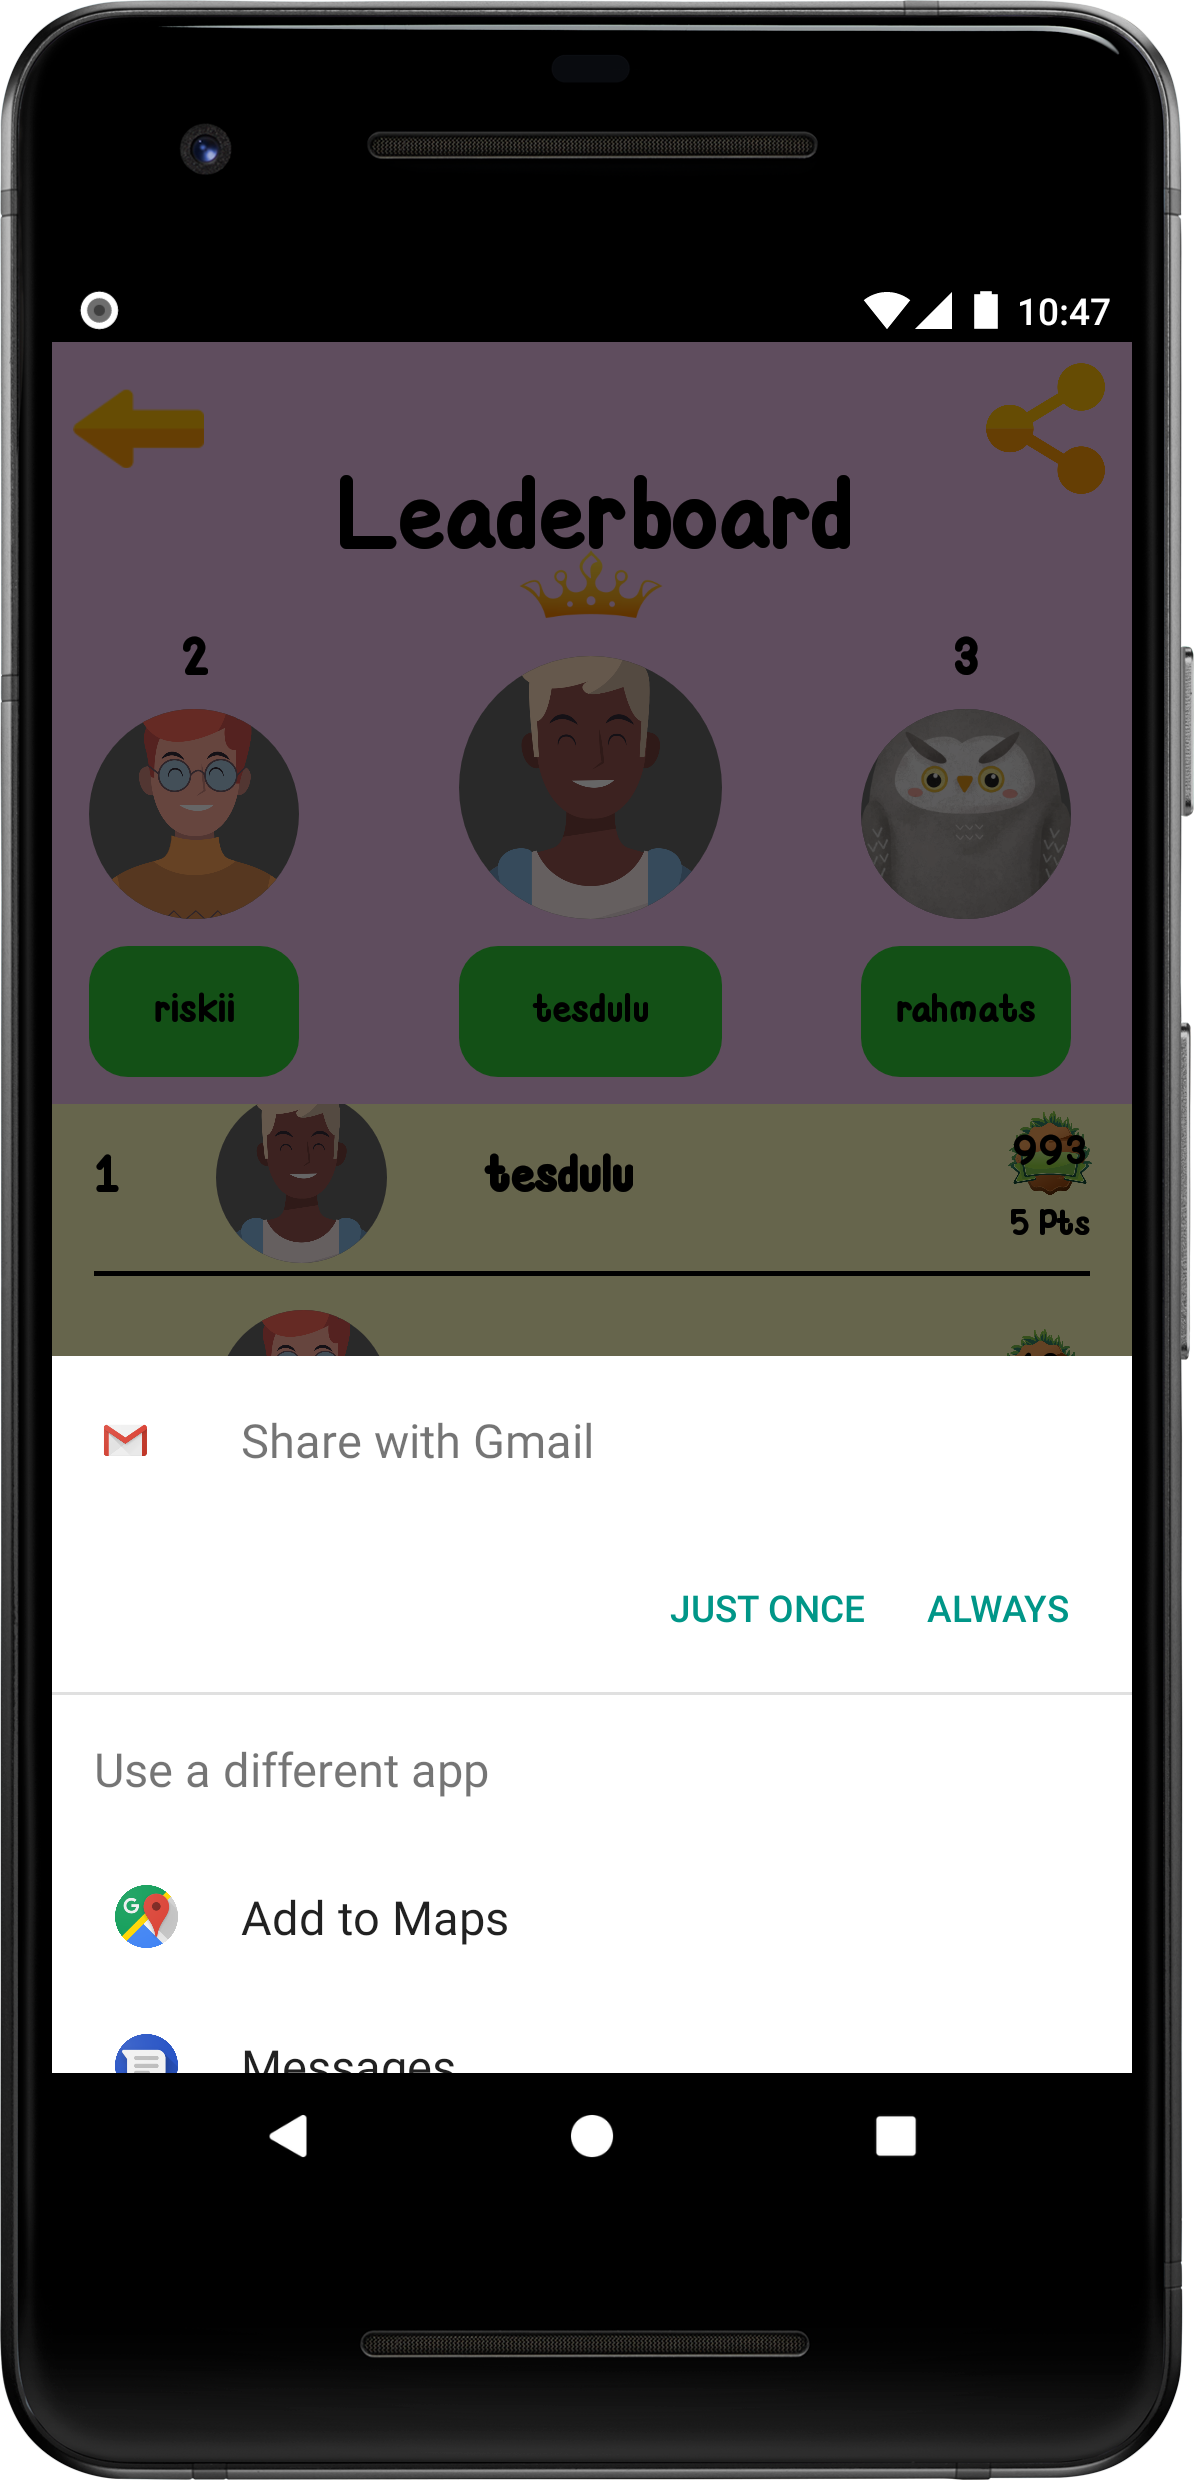 10:47
Leaderboard
2
3
riskii
tesdulu
rahmats
1
tesdulu
993
5 Pts
Share with Gmail
JUST ONCE
ALWAYS
Use a different app
G
Add to Maps
Messages